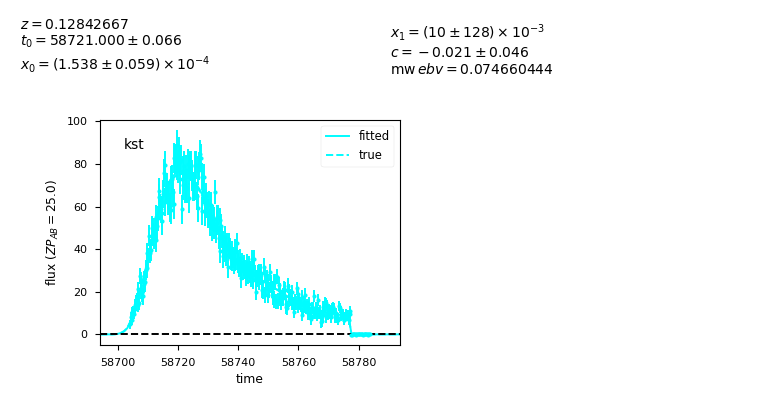 z = 0.12842667
t₀ = 58721.000 ± 0.066
x₀ = (1.538 ± 0.059) × 10⁻⁴
x₁ = (10 ± 128) × 10⁻³
c = −0.021 ± 0.046
mw ebv = 0.074660444
100
80
60
40
20
0
flux (ZP_AB = 25.0)
kst
fitted
true
58700 58720 58740 58760 58780
time